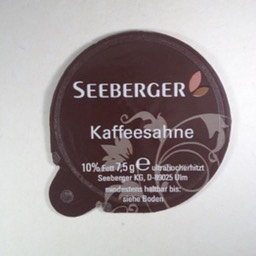 SEEBERGER
Kaffeesahne
10% Fett 7,5 g ℮ ultrahocherhitzt
Seeberger KG, D-89025 Ulm
mindestens haltbar bis:
siehe Boden